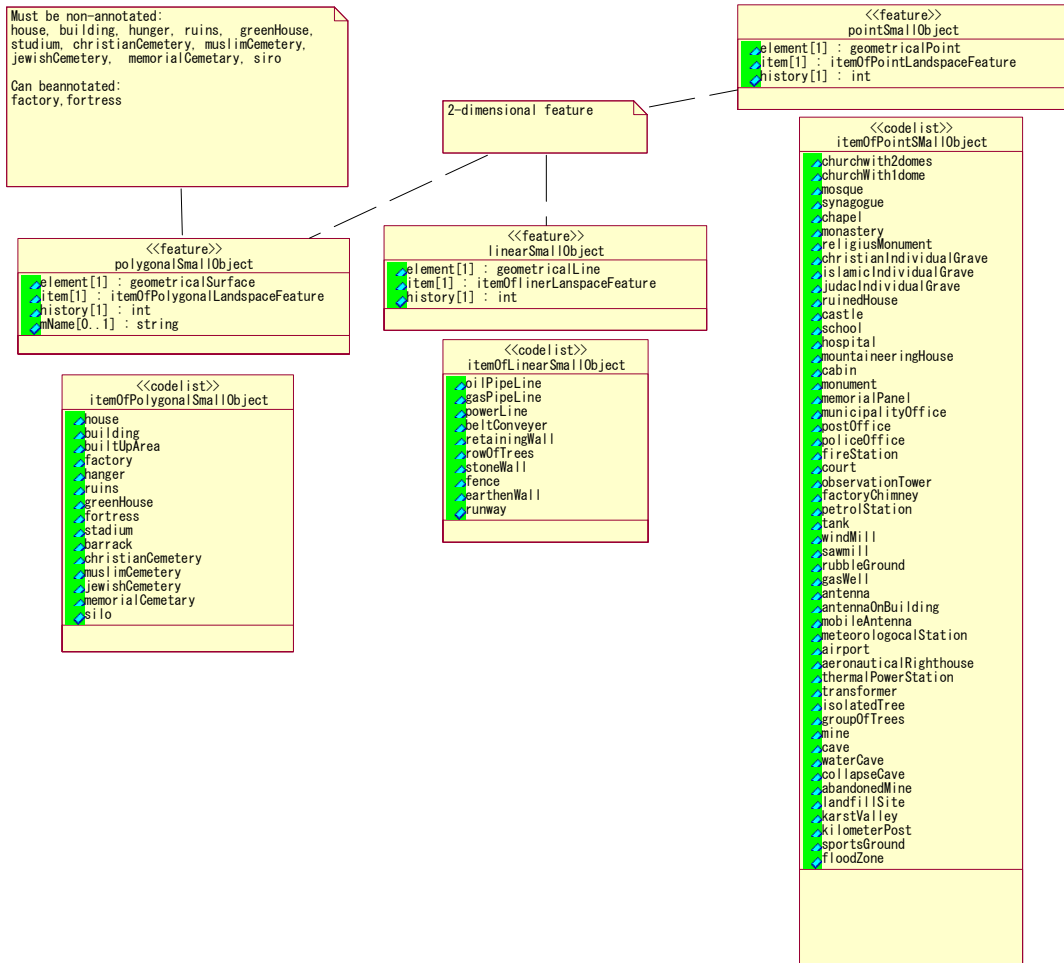 Must be non-annotated:
house, building, hunger, ruins, greenHouse,
studium, christianCemetery, muslimCemetery,
jewishCemetery, memorialCemetary, siro
Can beannotated:
factory,fortress
2-dimensional feature
<<feature>>
pointSmallObject
element[1] : geometricalPoint
item[1] : itemOfPointLandspaceFeature
history[1] : int
<<feature>>
polygonalSmallObject
element[1] : geometricalSurface
item[1] : itemOfPolygonalLandspaceFeature
history[1] : int
mName[0..1] : string
<<feature>>
linearSmallObject
element[1] : geometricalLine
item[1] : itemOflinerLanspaceFeature
history[1] : int
<<codelist>>
itemOfPolygonalSmallObject
house
building
builtUpArea
factory
hanger
ruins
greenHouse
fortress
stadium
barrack
christianCemetery
muslimCemetery
jewishCemetery
memorialCemetary
silo
<<codelist>>
itemOfLinearSmallObject
oilPipeLine
gasPipeLine
powerLine
beltConveyer
retainingWall
rowOfTrees
stoneWall
fence
earthenWall
runway
<<codelist>>
itemOfPointSMallObject
churchwith2domes
churchWith1dome
mosque
synagogue
chapel
monastery
religiusMonument
christianIndividualGrave
islamicIndividualGrave
judacIndividualGrave
ruinedHouse
castle
school
hospital
mountaineeringHouse
cabin
monument
memorialPanel
municipalityOffice
postOffice
policeOffice
fireStation
court
observationTower
factoryChimney
petrolStation
tank
windMill
sawmill
rubbleGround
gasWell
antenna
antennaOnBuilding
mobileAntenna
meteorologocalStation
airport
aeronauticalRighthouse
thermalPowerStation
transformer
isolatedTree
groupOfTrees
mine
cave
waterCave
collapseCave
abandonedMine
landfillSite
karstValley
kilometerPost
sportsGround
floodZone